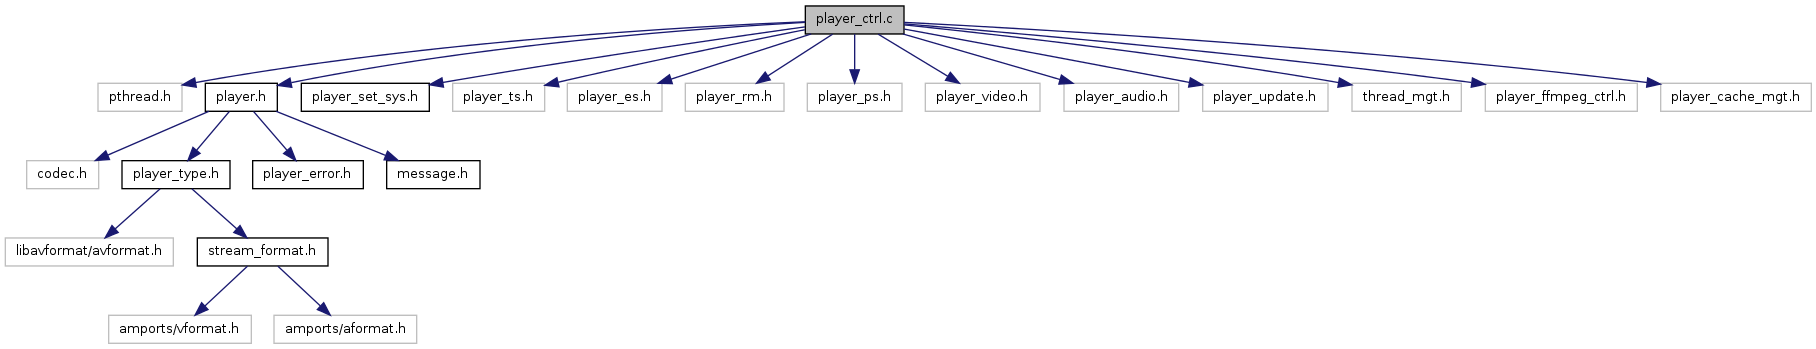 player_ctrl.c
pthread.h
player.h
player_set_sys.h
player_ts.h
player_es.h
player_rm.h
player_ps.h
player_video.h
player_audio.h
player_update.h
thread_mgt.h
player_ffmpeg_ctrl.h
player_cache_mgt.h
codec.h
player_type.h
player_error.h
message.h
libavformat/avformat.h
stream_format.h
amports/vformat.h
amports/aformat.h